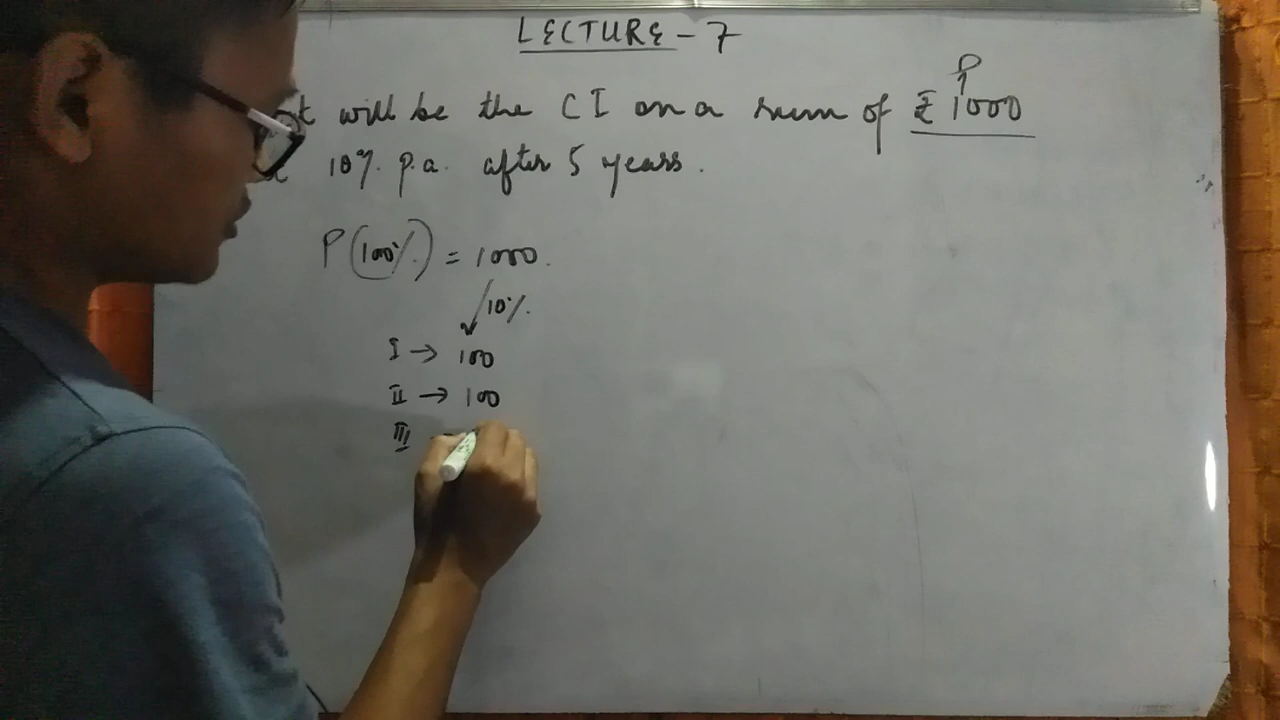 LECTURE - 7
P
will be the CI on a sum of ₹ 1000
10% p.a. after 5 years.
P (100%) = 1000.
10%.
I → 100
II → 100
III